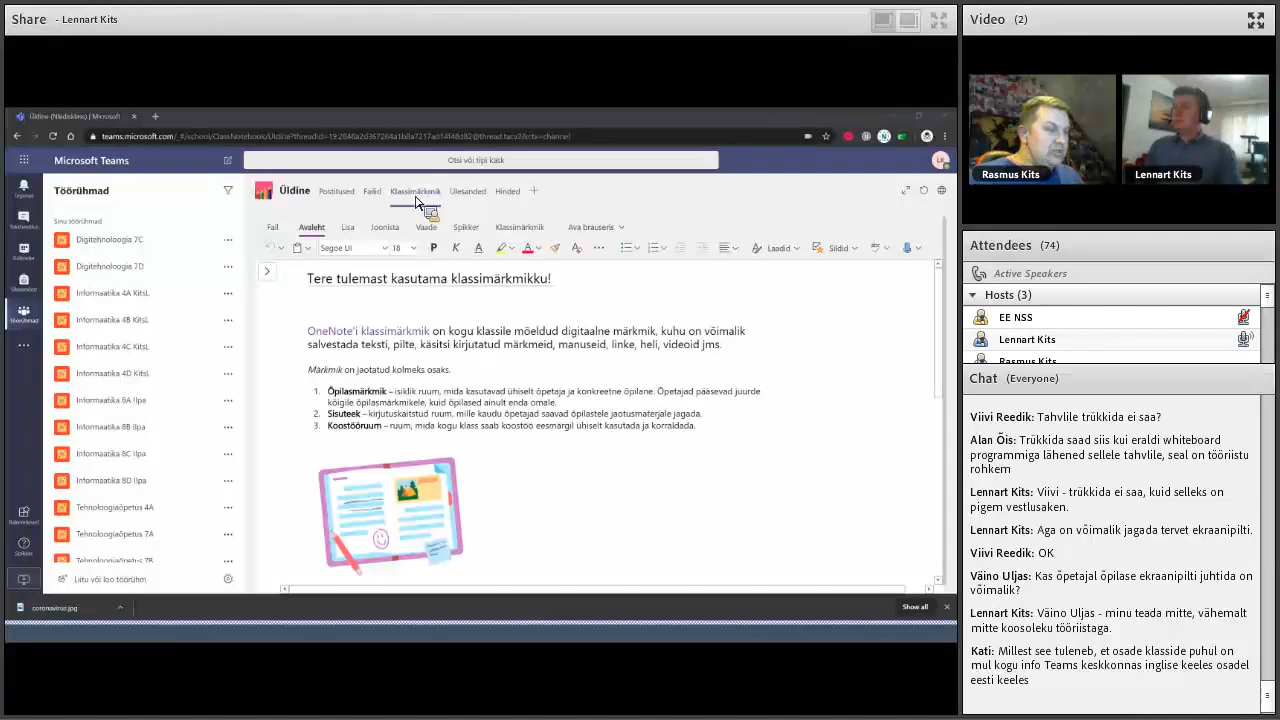 Share - Lennart Kits
Üldine (Näidisklass) | Microsoft
teams.microsoft.com
Microsoft Teams
Otsi või tipi käsk
LK
Töörühmad
Üldine
Postitused
Failid
Klassimärkmik
Ülesanded
Hinded
Sinu töörühmad
Digitehnoloogia 7C
Digitehnoloogia 7D
Informaatika 4A KitsL
Informaatika 4B KitsL
Informaatika 4C KitsL
Informaatika 4D KitsL
Informaatika 8A Ilpa
Informaatika 8B Ilpa
Informaatika 8C Ilpa
Informaatika 8D Ilpa
Tehnoloogiaõpetus 4A
Tehnoloogiaõpetus 7A
Tehnoloogiaõpetus 7B
Liitu või loo töörühm
Fail Avaleht Lisa Joonista Vaade Spikker Klassimärkmik Ava brauseris
Segoe UI 18 P K A A Laadid Sildid
Tere tulemast kasutama klassimärkmikku!
OneNote'i klassimärkmik on kogu klassile mõeldud digitaalne märkmik, kuhu on võimalik
salvestada teksti, pilte, käsitsi kirjutatud märkmeid, manuseid, linke, heli, videoid jms.
Märkmik on jaotatud kolmeks osaks.
1. Õpilasmärkmik – isiklik ruum, mida kasutavad ühiselt õpetaja ja konkreetne õpilane. Õpetajad pääsevad juurde
kõigile õpilasmärkmikele, kuid õpilased ainult enda omale.
2. Sisuteek – kirjutuskaitstud ruum, mille kaudu õpetajad saavad õpilastele jaotusmaterjale jagada.
3. Koostööruum – ruum, mida kogu klass saab koostöö eesmärgil ühiselt kasutada ja korraldada.
coronavirus.jpg
Show all
Video (2)
Rasmus Kits
Lennart Kits
Attendees (74)
Active Speakers
Hosts (3)
EE NSS
Lennart Kits
Rasmus Kits
Chat (Everyone)
Viivi Reedik: Tahvlile trükkida ei saa?
Alan Õis: Trükkida saad siis kui eraldi whiteboard
programmiga lähened sellele tahvlile, seal on tööriistu
rohkem
Lennart Kits: Viivi - trükkida ei saa, kuid selleks on
pigem vestlusaken.
Lennart Kits: Aga on võimalik jagada tervet ekraanipilti.
Viivi Reedik: OK
Väino Uljas: Kas õpetajal õpilase ekraanipilti juhtida on
võimalik?
Lennart Kits: Väino Uljas - minu teada mitte, vähemalt
mitte koosoleku tööriistaga.
Kati: Millest see tuleneb, et osade klasside puhul on
mul kogu info Teams keskkonnas inglise keeles osadel
eesti keeles